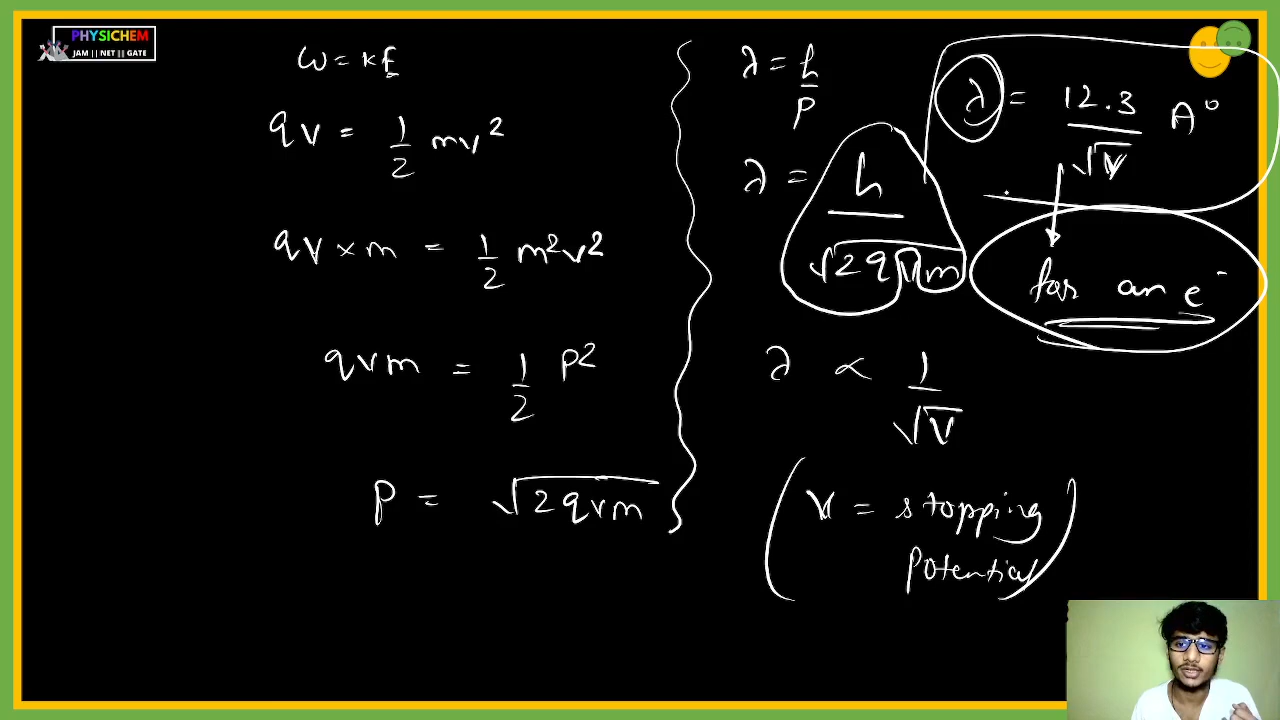 PHYSICHEM
JAM || NET || GATE
W = KE
qV = 1/2 mv²
qV × m = 1/2 m²v²
qvm = 1/2 p²
P = √2qvm
λ = h/p
λ = h/√2qVm
λ ∝ 1/√V
(V = stopping
potential)
λ = 12.3/√V A°
for an e⁻